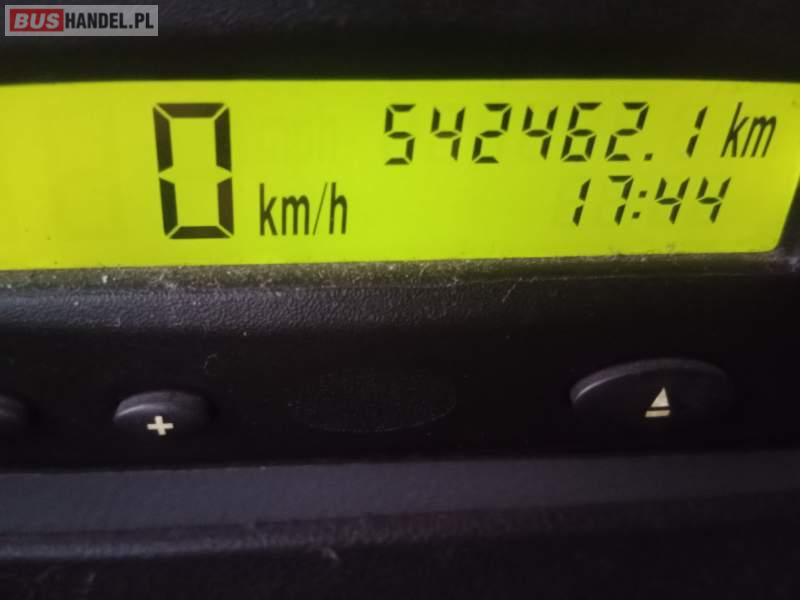 BUSHANDEL.PL
0 km/h
542462.1 km
17:44
+